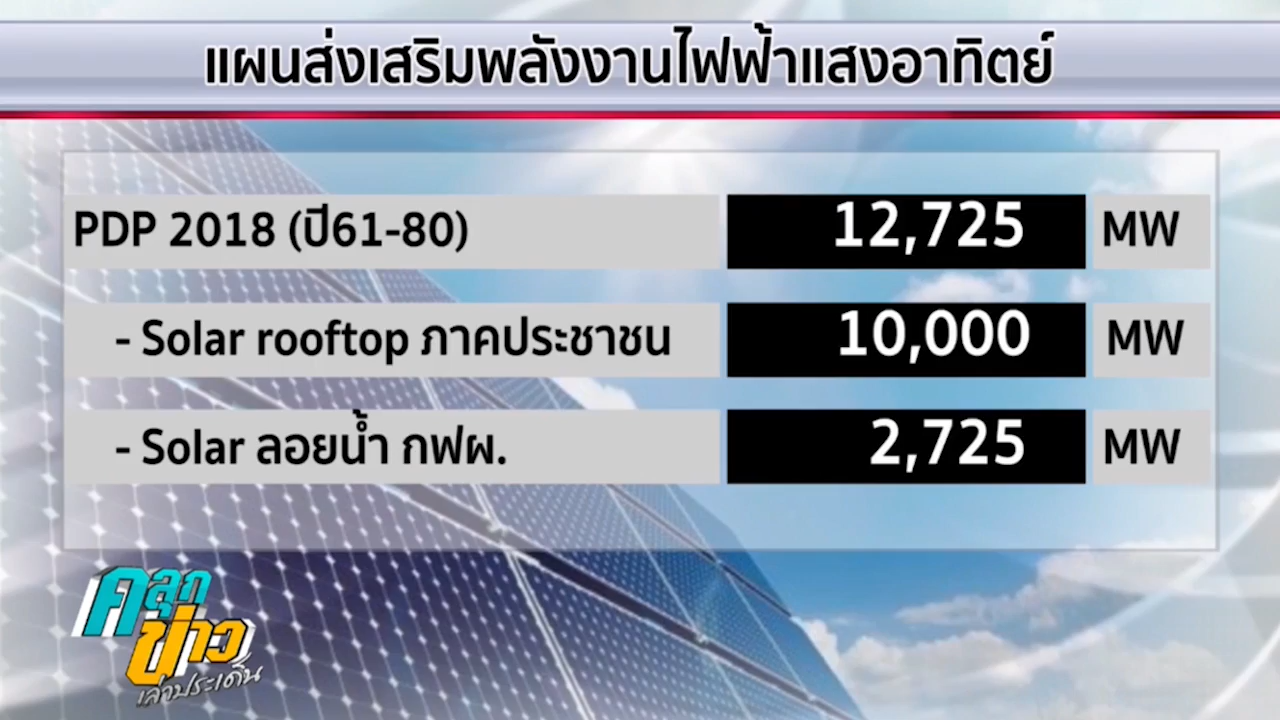 แผนส่งเสริมพลังงานไฟฟ้าแสงอาทิตย์
PDP 2018 (ปี61-80) 12,725 MW
- Solar rooftop ภาคประชาชน 10,000 MW
- Solar ลอยน้ำ กฟผ. 2,725 MW
คลุก
ข่าว
เล่าประเด็น